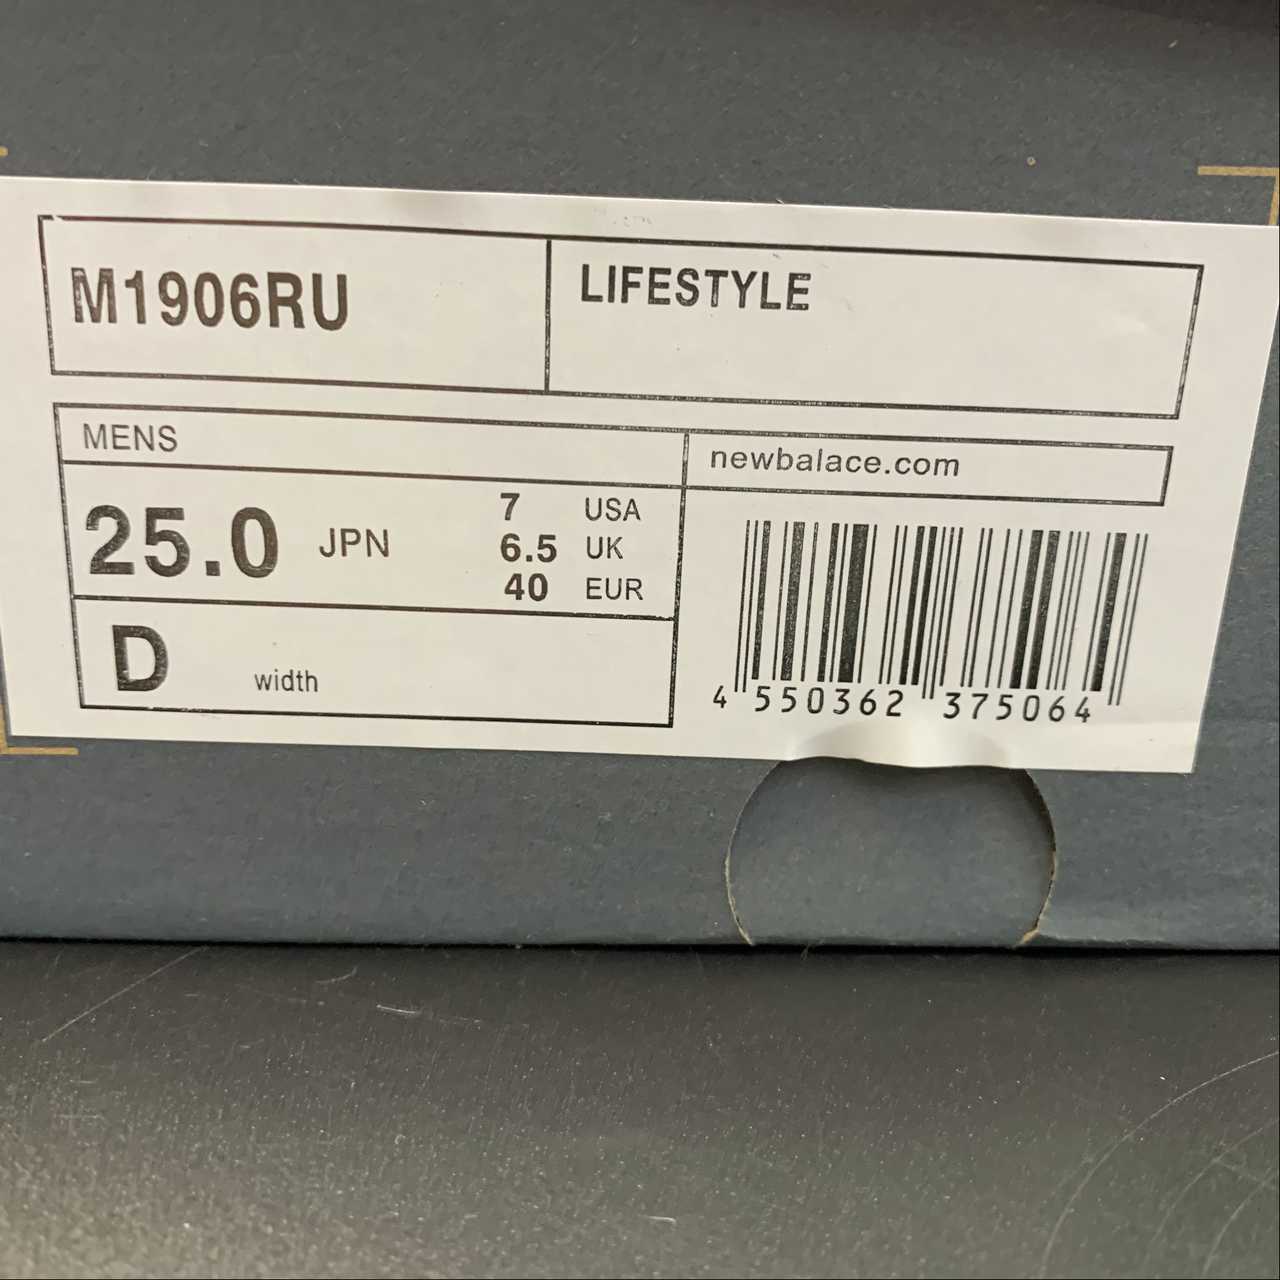 M1906RU
LIFESTYLE
MENS
newbalace.com
25.0 JPN
7 USA
6.5 UK
40 EUR
D width
4 550362 375064